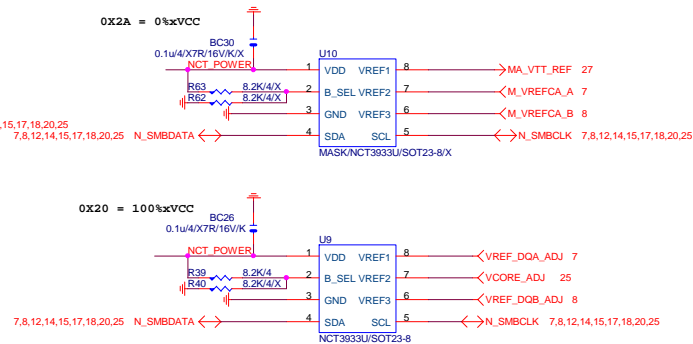 0X2A = 0%xVCC
BC30
0.1u/4/X7R/16V/K/X
NCT_POWER
U10
1 VDD VREF1 8 MA_VTT_REF 27
R63 8.2K/4/X
2 B_SEL VREF2 7 M_VREFCA_A 7
R62 8.2K/4/X
3 GND VREF3 6 M_VREFCA_B 8
15,17,18,20,25
7,8,12,14,15,17,18,20,25 N_SMBDATA 4 SDA SCL 5 N_SMBCLK 7,8,12,14,15,17,18,20,25
MASK/NCT3933U/SOT23-8/X
0X20 = 100%xVCC
BC26
0.1u/4/X7R/16V/K
NCT_POWER
U9
1 VDD VREF1 8 VREF_DQA_ADJ 7
R39 8.2K/4
2 B_SEL VREF2 7 VCORE_ADJ 25
R40 8.2K/4/X
3 GND VREF3 6 VREF_DQB_ADJ 8
7,8,12,14,15,17,18,20,25 N_SMBDATA 4 SDA SCL 5 N_SMBCLK 7,8,12,14,15,17,18,20,25
NCT3933U/SOT23-8